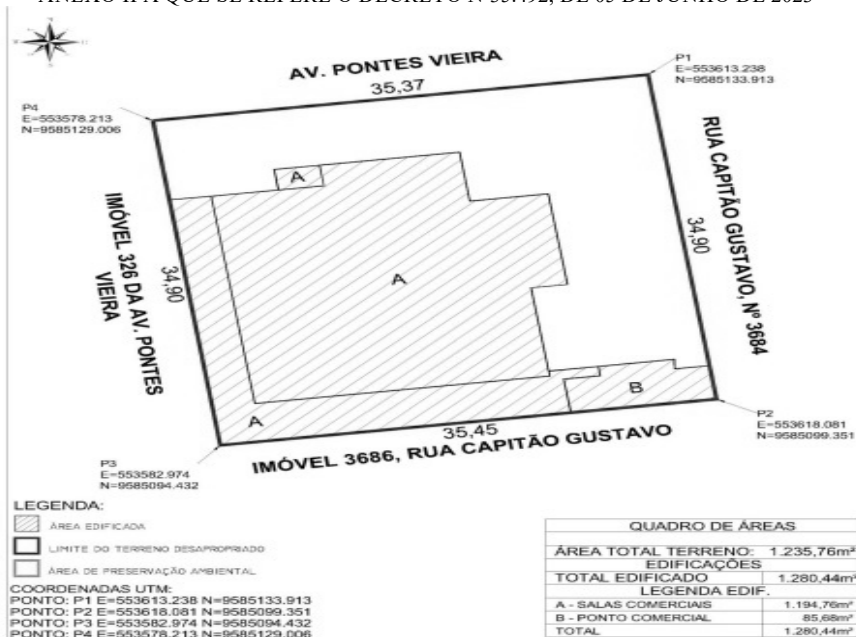 ANEXO II A QUE SE REFERE O DECRETO Nº 33.492, DE 05 DE JUNHO DE 2023
AV. PONTES VIEIRA
35,37
P1
E=553613.238
N=9585133.913
P4
E=553578.213
N=9585129.006
RUA CAPITÃO GUSTAVO, Nº 3684
34,90
IMÓVEL 326 DA AV. PONTES
VIEIRA
34,90
A
A
A
B
P2
E=553618.081
N=9585099.351
35,45
IMÓVEL 3686, RUA CAPITÃO GUSTAVO
P3
E=553582.974
N=9585094.432
LEGENDA:
ÁREA EDIFICADA
LIMITE DO TERRENO DESAPROPRIADO
ÁREA DE PRESERVAÇÃO AMBIENTAL
COORDENADAS UTM:
PONTO: P1 E=553613.238 N=9585133.913
PONTO: P2 E=553618.081 N=9585099.351
PONTO: P3 E=553582.974 N=9585094.432
PONTO: P4 E=553578.213 N=9585129.006
QUADRO DE ÁREAS
ÁREA TOTAL TERRENO: 1.235,76m²
EDIFICAÇÕES
TOTAL EDIFICADO 1.280,44m²
LEGENDA EDIF.
A - SALAS COMERCIAIS 1.194,76m²
B - PONTO COMERCIAL 85,68m²
TOTAL 1.280,44m²